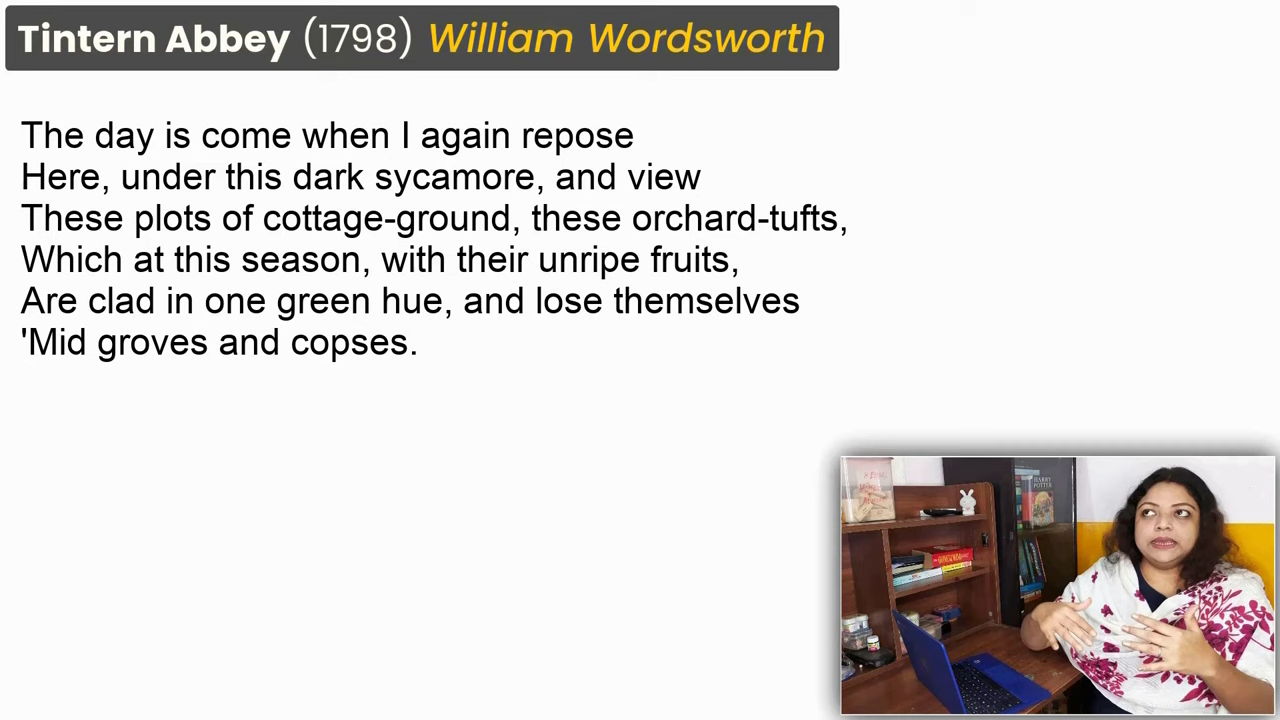 Tintern Abbey (1798) William Wordsworth
The day is come when I again repose
Here, under this dark sycamore, and view
These plots of cottage-ground, these orchard-tufts,
Which at this season, with their unripe fruits,
Are clad in one green hue, and lose themselves
'Mid groves and copses.
HARRY
POTTER